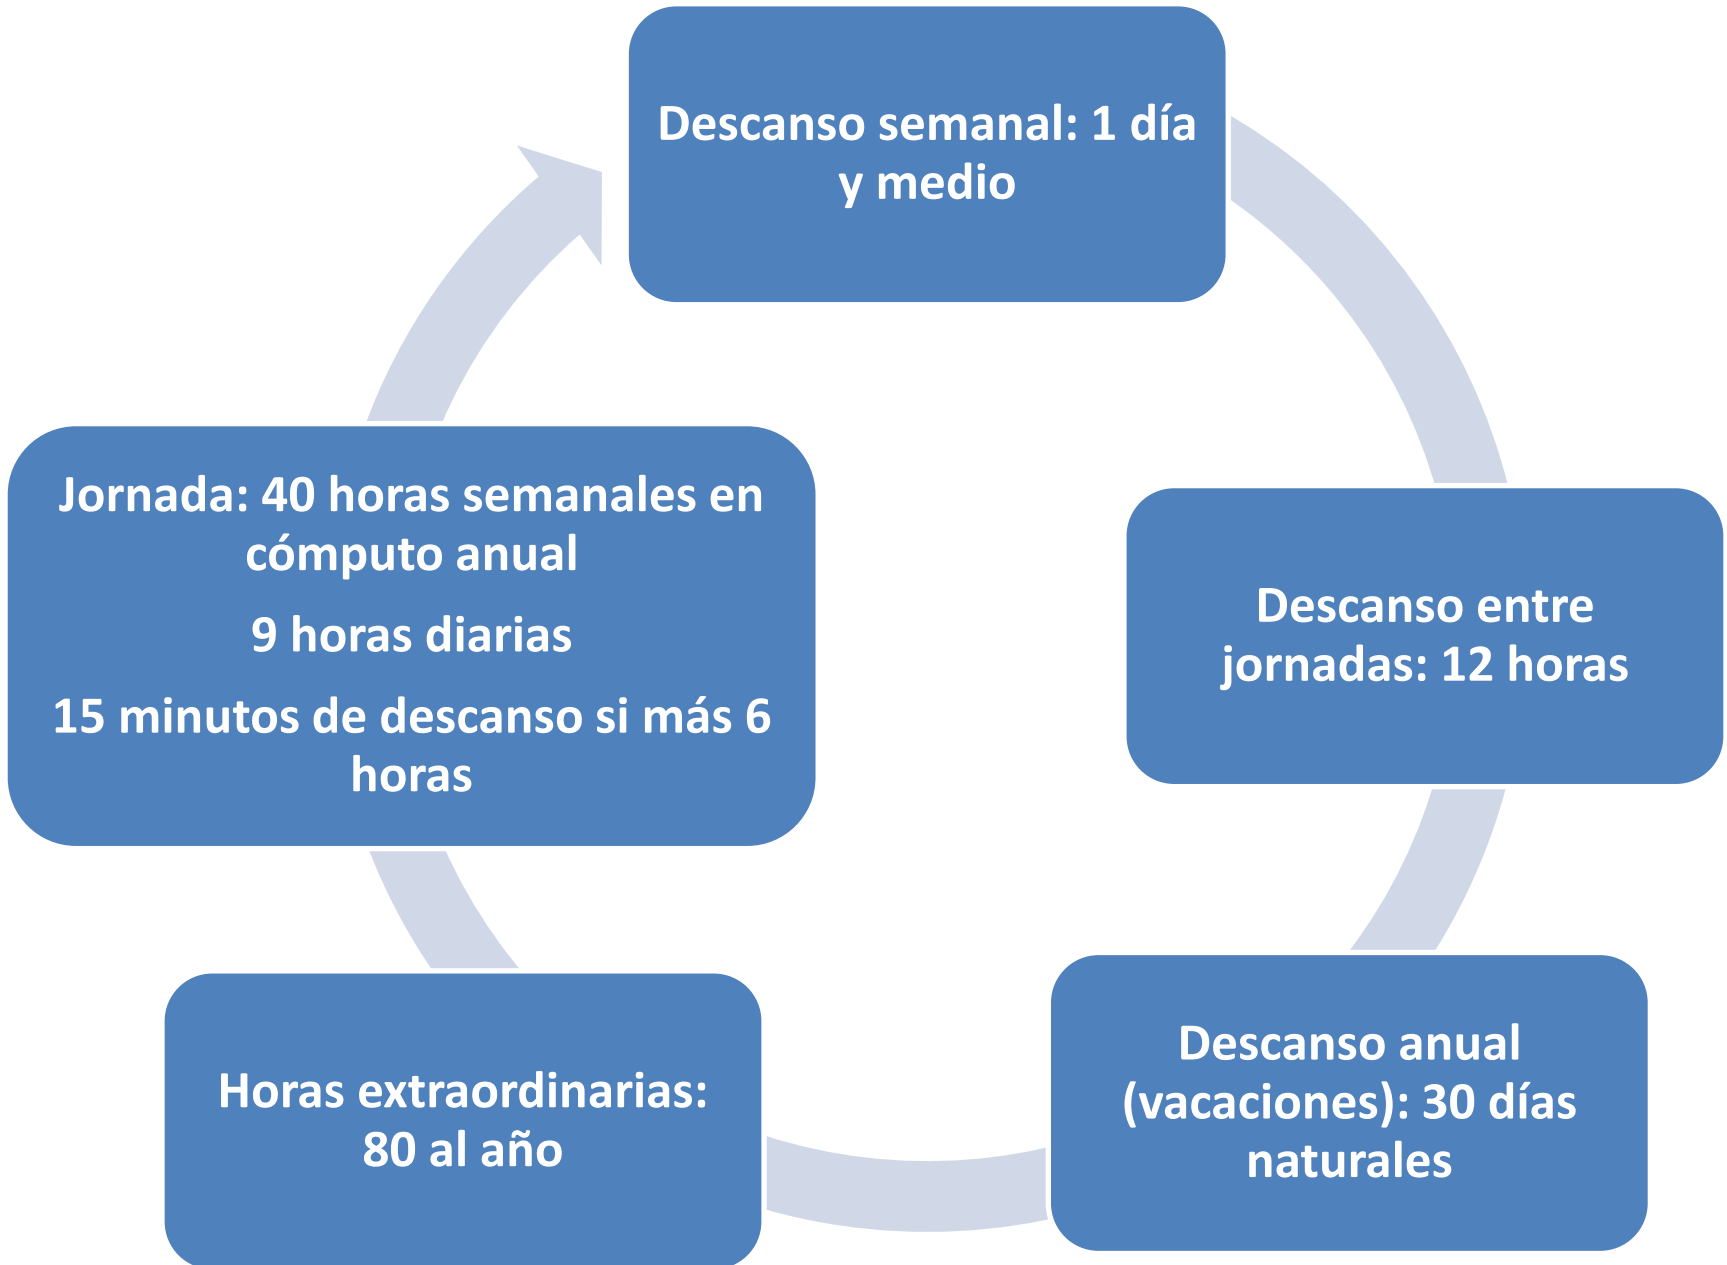 Descanso semanal: 1 día
y medio
Descanso entre
jornadas: 12 horas
Descanso anual
(vacaciones): 30 días
naturales
Horas extraordinarias:
80 al año
Jornada: 40 horas semanales en
cómputo anual
9 horas diarias
15 minutos de descanso si más 6
horas